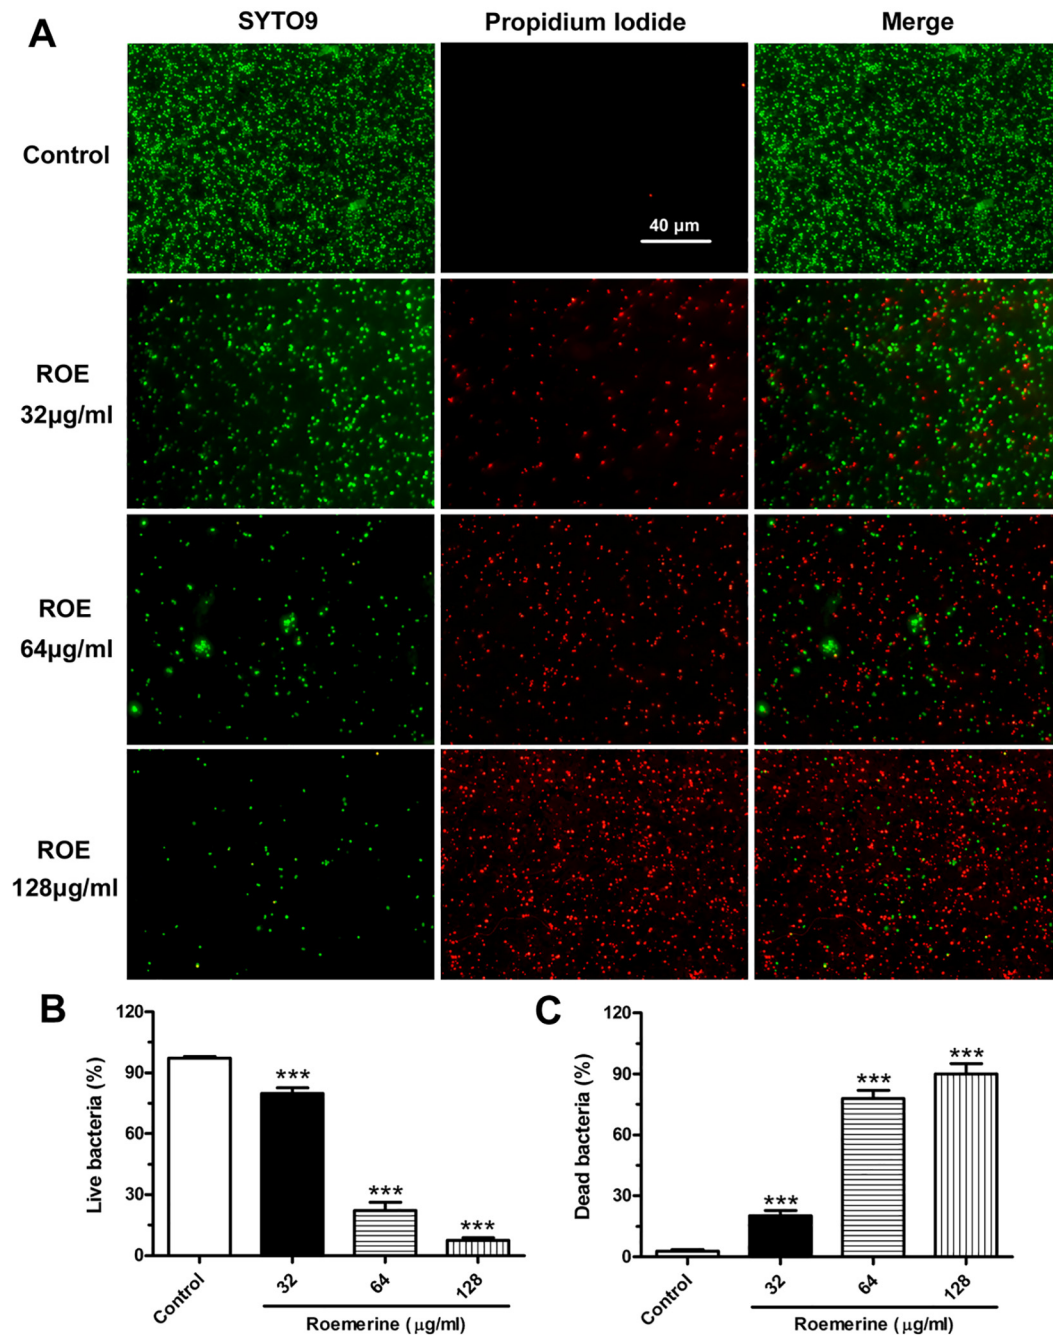 A
SYTO9 Propidium Iodide Merge
Control
40 μm
ROE
32μg/ml
ROE
64μg/ml
ROE
128μg/ml
B
Live bacteria (%)
120
90
60
30
0
***
***
***
Control
32
64
128
Roemerine (μg/ml)
C
Dead bacteria (%)
120
90
60
30
0
***
***
***
Control
32
64
128
Roemerine (μg/ml)